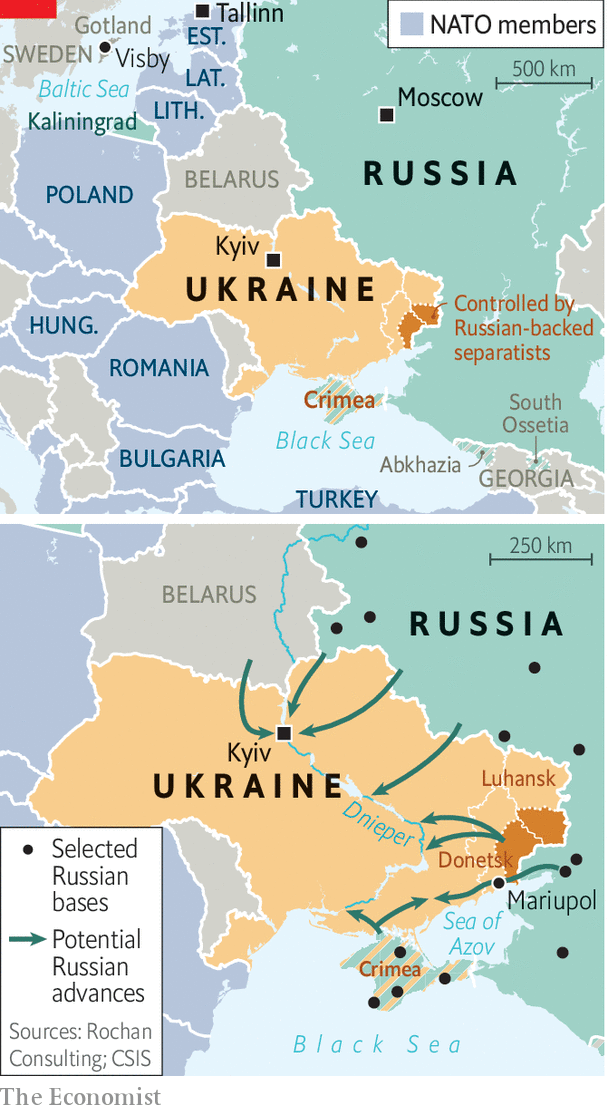 Gotland
Tallinn
NATO members
EST.
SWEDEN
Visby
500 km
LAT.
Baltic Sea
Moscow
LITH.
Kaliningrad
RUSSIA
BELARUS
POLAND
Kyiv
UKRAINE
Controlled by
Russian-backed
separatists
HUNG.
ROMANIA
Crimea
South
Ossetia
Black Sea
BULGARIA
Abkhazia
GEORGIA
TURKEY
250 km
BELARUS
RUSSIA
Kyiv
UKRAINE
Luhansk
Dnieper
Donetsk
Mariupol
Sea of
Azov
Crimea
Black Sea
Selected
Russian
bases
Potential
Russian
advances
Sources: Rochan
Consulting; CSIS
The Economist